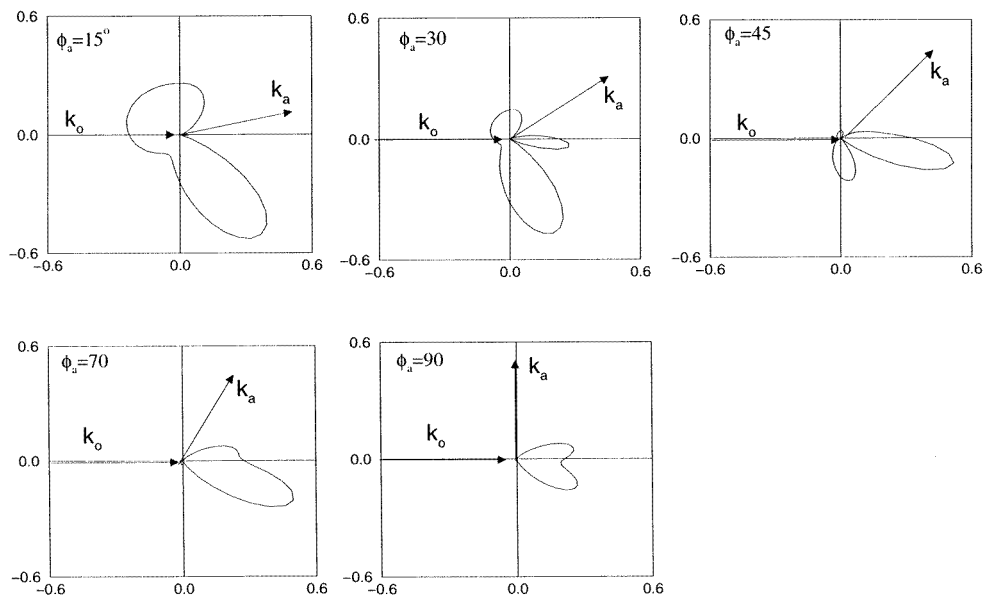 0.6 0.6 0.6
ϕa=15° ϕa=30 ϕa=45
ka ka ka
ko ko ko
0.0 0.0 0.0
-0.6 -0.6 -0.6
-0.6 0.0 0.6 -0.6 0.0 0.6 -0.6 0.0 0.6
0.6 0.6
ϕa=70 ϕa=90
ka ka
ko ko
0.0 0.0
-0.6 -0.6
-0.6 0.0 0.6 -0.6 0.0 0.6